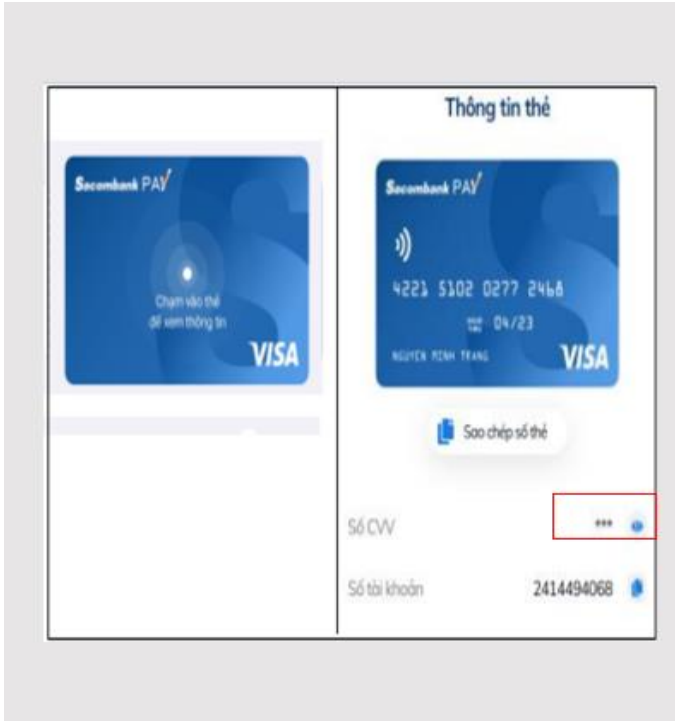 Sacombank PAY
Chạm vào thẻ
để xem thông tin
VISA
Thông tin thẻ
Sacombank PAY
4221 5102 0277 2468
04/23
NGUYEN MINH TRANG
VISA
Sao chép số thẻ
Số CVV ***
Số tài khoản 2414494068